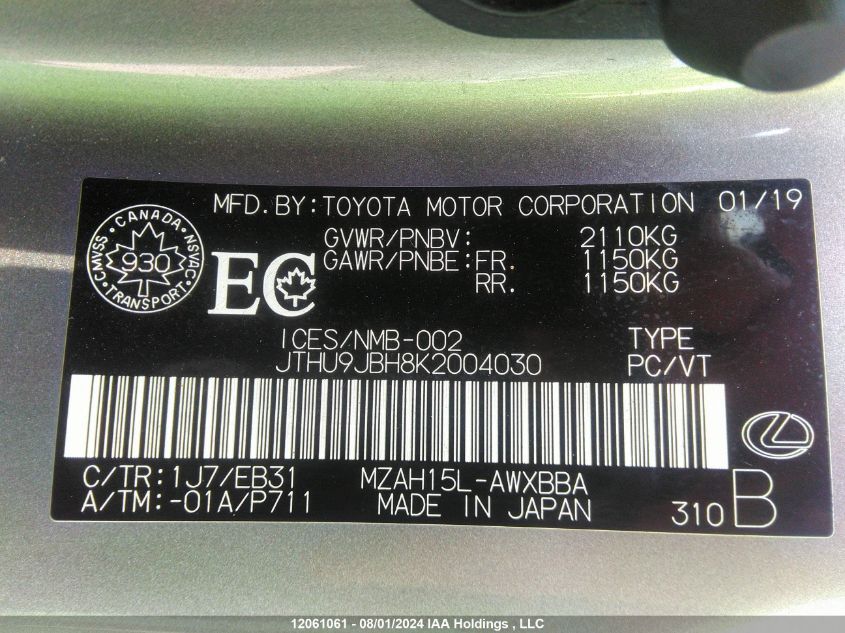 MFD.BY:TOYOTA MOTOR CORPORATION 01/19
CANADA
NSVAC
TRANSPORT
CMVSS
930
EC
GVWR/PNBV: 2110KG
GAWR/PNBE:FR. 1150KG
RR. 1150KG
ICES/NMB-002 TYPE
JTHU9JBH8K2004030 PC/VT
C/TR:1J7/EB31 MZAH15L-AWXBBA
A/TM:-01A/P711 MADE IN JAPAN 310 B
12061061 - 08/01/2024 IAA Holdings , LLC